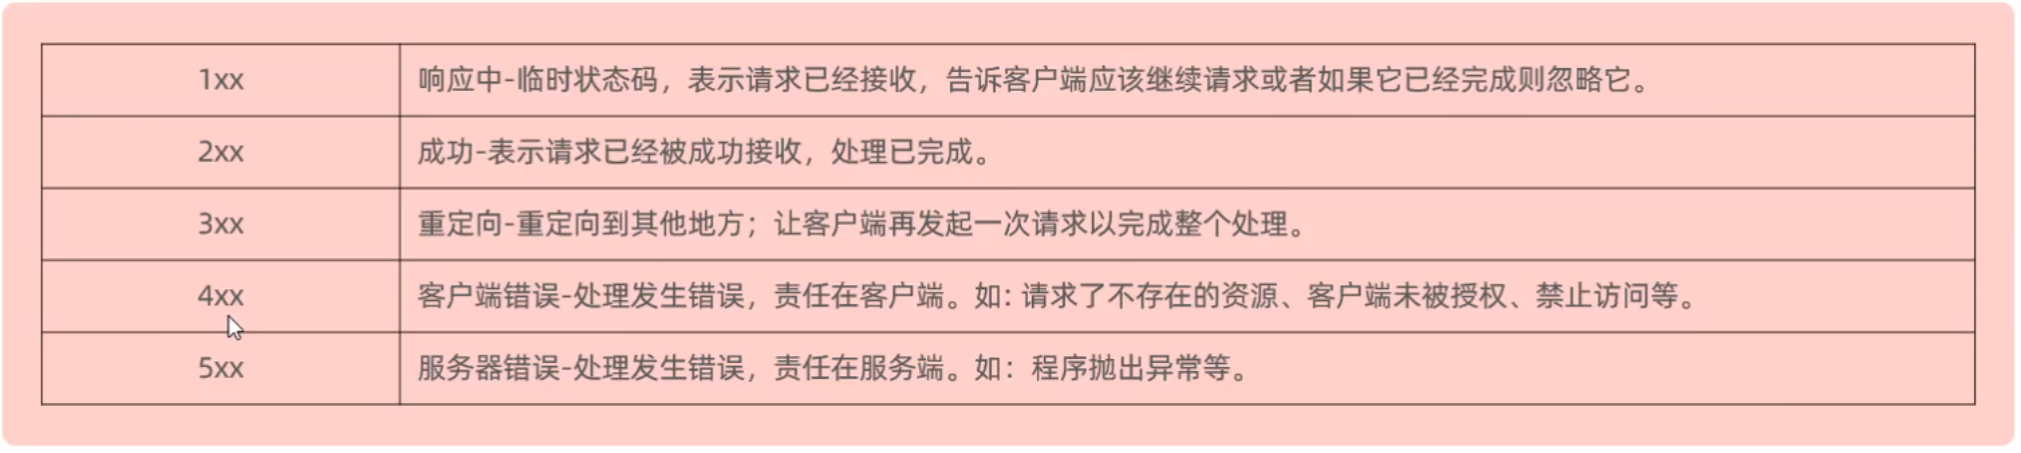 1xx 响应中-临时状态码，表示请求已经接收，告诉客户端应该继续请求或者如果它已经完成则忽略它。
2xx 成功-表示请求已经被成功接收，处理已完成。
3xx 重定向-重定向到其他地方；让客户端再发起一次请求以完成整个处理。
4xx 客户端错误-处理发生错误，责任在客户端。如：请求了不存在的资源、客户端未被授权、禁止访问等。
5xx 服务器错误-处理发生错误，责任在服务端。如：程序抛出异常等。